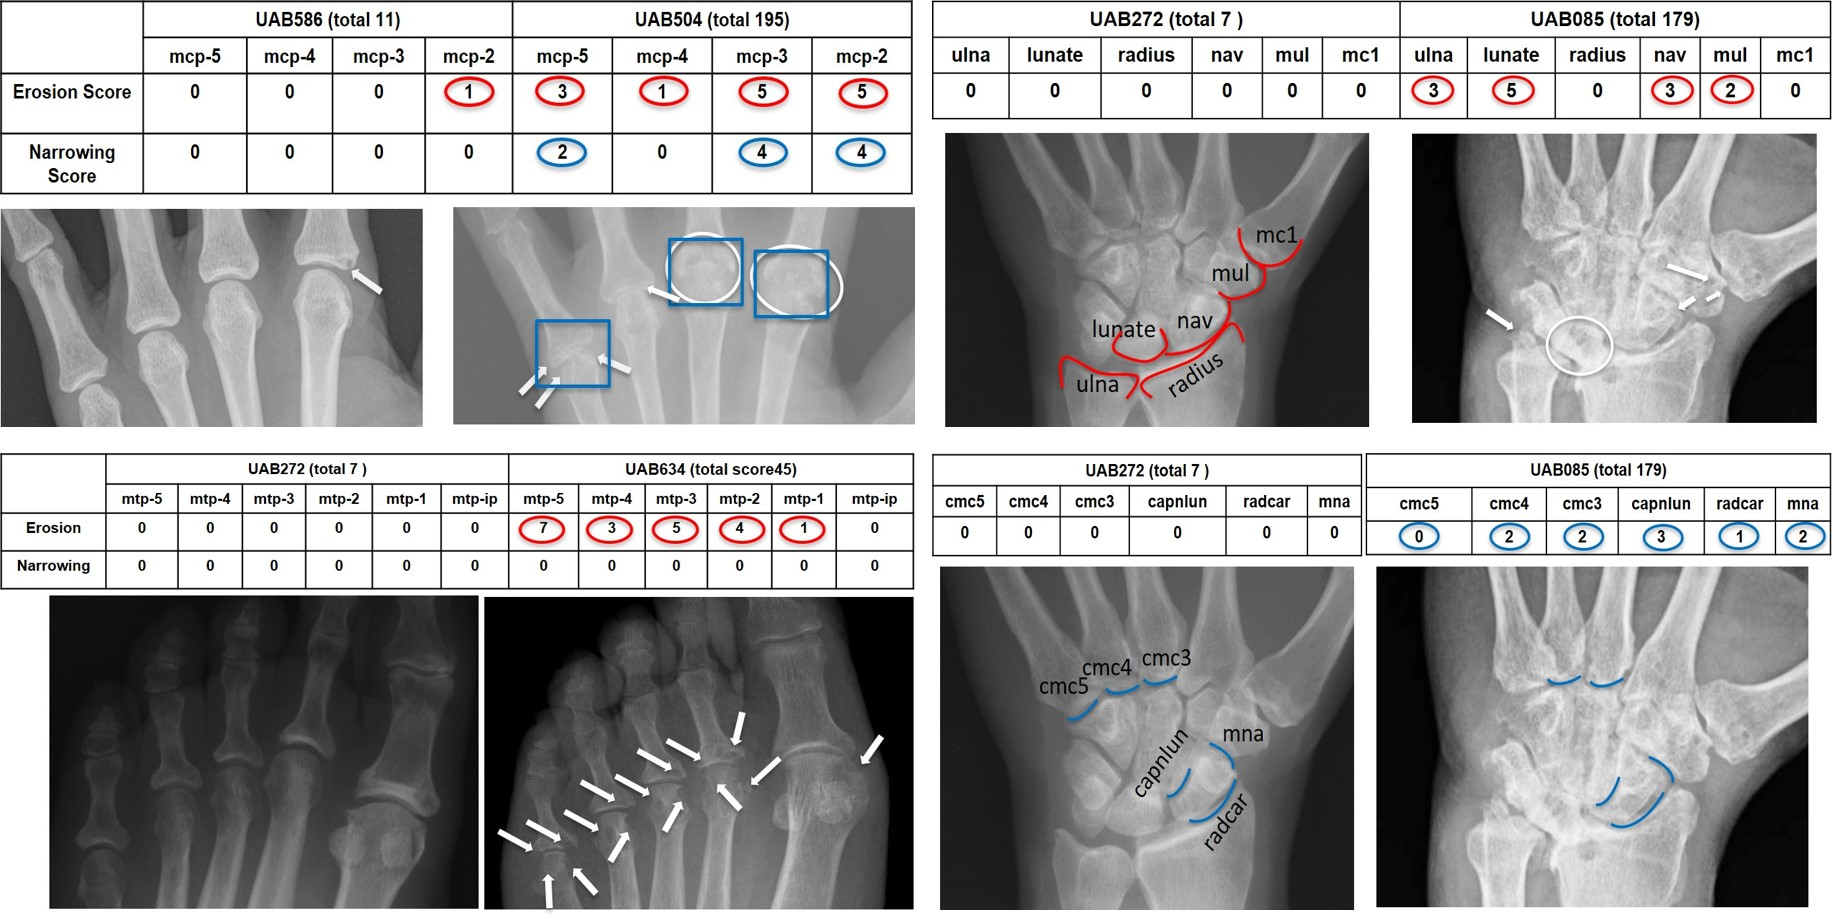 UAB586 (total 11) UAB504 (total 195)
mcp-5 mcp-4 mcp-3 mcp-2 mcp-5 mcp-4 mcp-3 mcp-2
Erosion Score 0 0 0 1 3 1 5 5
Narrowing Score 0 0 0 0 2 0 4 4
UAB272 (total 7 ) UAB085 (total 179)
ulna lunate radius nav mul mc1 ulna lunate radius nav mul mc1
0 0 0 0 0 0 3 5 0 3 2 0
mc1
mul
nav
lunate
radius
ulna
UAB272 (total 7 ) UAB634 (total score45)
mtp-5 mtp-4 mtp-3 mtp-2 mtp-1 mtp-ip mtp-5 mtp-4 mtp-3 mtp-2 mtp-1 mtp-ip
Erosion 0 0 0 0 0 0 7 3 5 4 1 0
Narrowing 0 0 0 0 0 0 0 0 0 0 0 0
UAB272 (total 7 ) UAB085 (total 179)
cmc5 cmc4 cmc3 capnlun radcar mna cmc5 cmc4 cmc3 capnlun radcar mna
0 0 0 0 0 0 0 2 2 3 1 2
cmc5 cmc4 cmc3
mna
capnlun
radcar